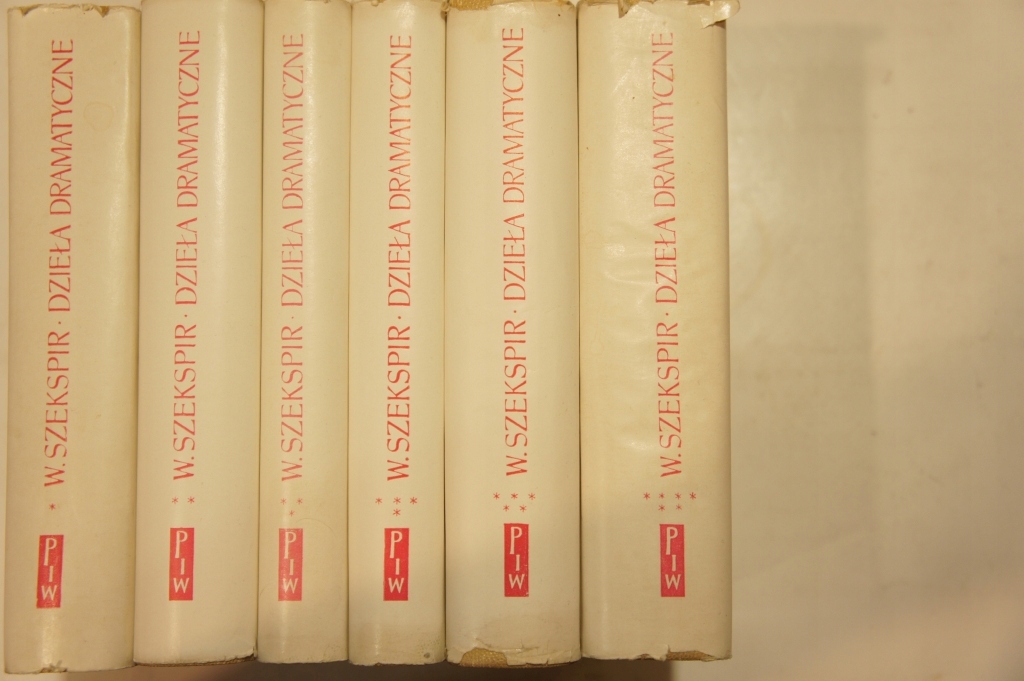 W. SZEKSPIR · DZIEŁA DRAMATYCZNE
*
PIW
W. SZEKSPIR · DZIEŁA DRAMATYCZNE
* *
PIW
W. SZEKSPIR · DZIEŁA DRAMATYCZNE
* * *
PIW
W. SZEKSPIR · DZIEŁA DRAMATYCZNE
* * * *
PIW
W. SZEKSPIR · DZIEŁA DRAMATYCZNE
* * * * *
PIW
W. SZEKSPIR · DZIEŁA DRAMATYCZNE
* * * * * *
PIW